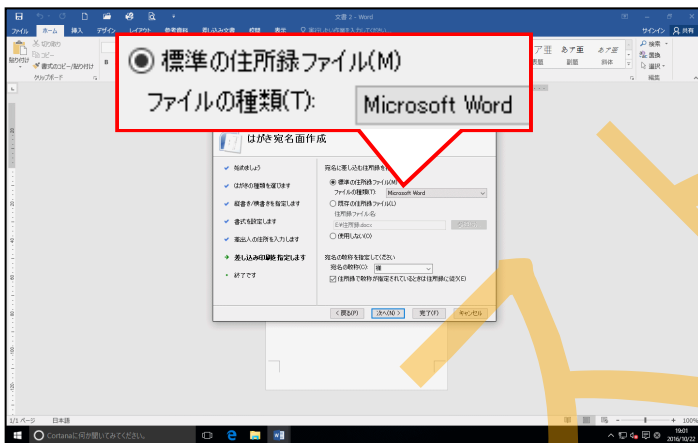 文書 2 - Word
ファイル ホーム 挿入 デザイン レイアウト 参考資料 差し込み文書 校閲 表示
サインイン 共有
切り取り
コピー
貼り付け
書式のコピー/貼り付け
クリップボード
標準の住所録ファイル(M)
ファイルの種類(T): Microsoft Word
検索
置換
選択
編集
表題 副題 斜体
はがき宛名面作成
始めましょう
はがきの種類を選びます
縦書き/横書きを指定します
書式を設定します
差出人の住所を入力します
差し込み印刷を指定します
終了です
標準の住所録ファイル(M)
ファイルの種類(T): Microsoft Word
既存の住所録ファイル(L)
住所録ファイル名
E:¥住所録.docx
使用しない(O)
宛名の敬称を指定してください
宛名の敬称(G): 様
住所録で敬称が指定されているときは住所録に従う(E)
< 戻る(P) 次へ(N) > 完了(F) キャンセル
1/1 ページ 日本語
100%
Cortanaに何か聞いてみてください。
19:01
2016/10/22